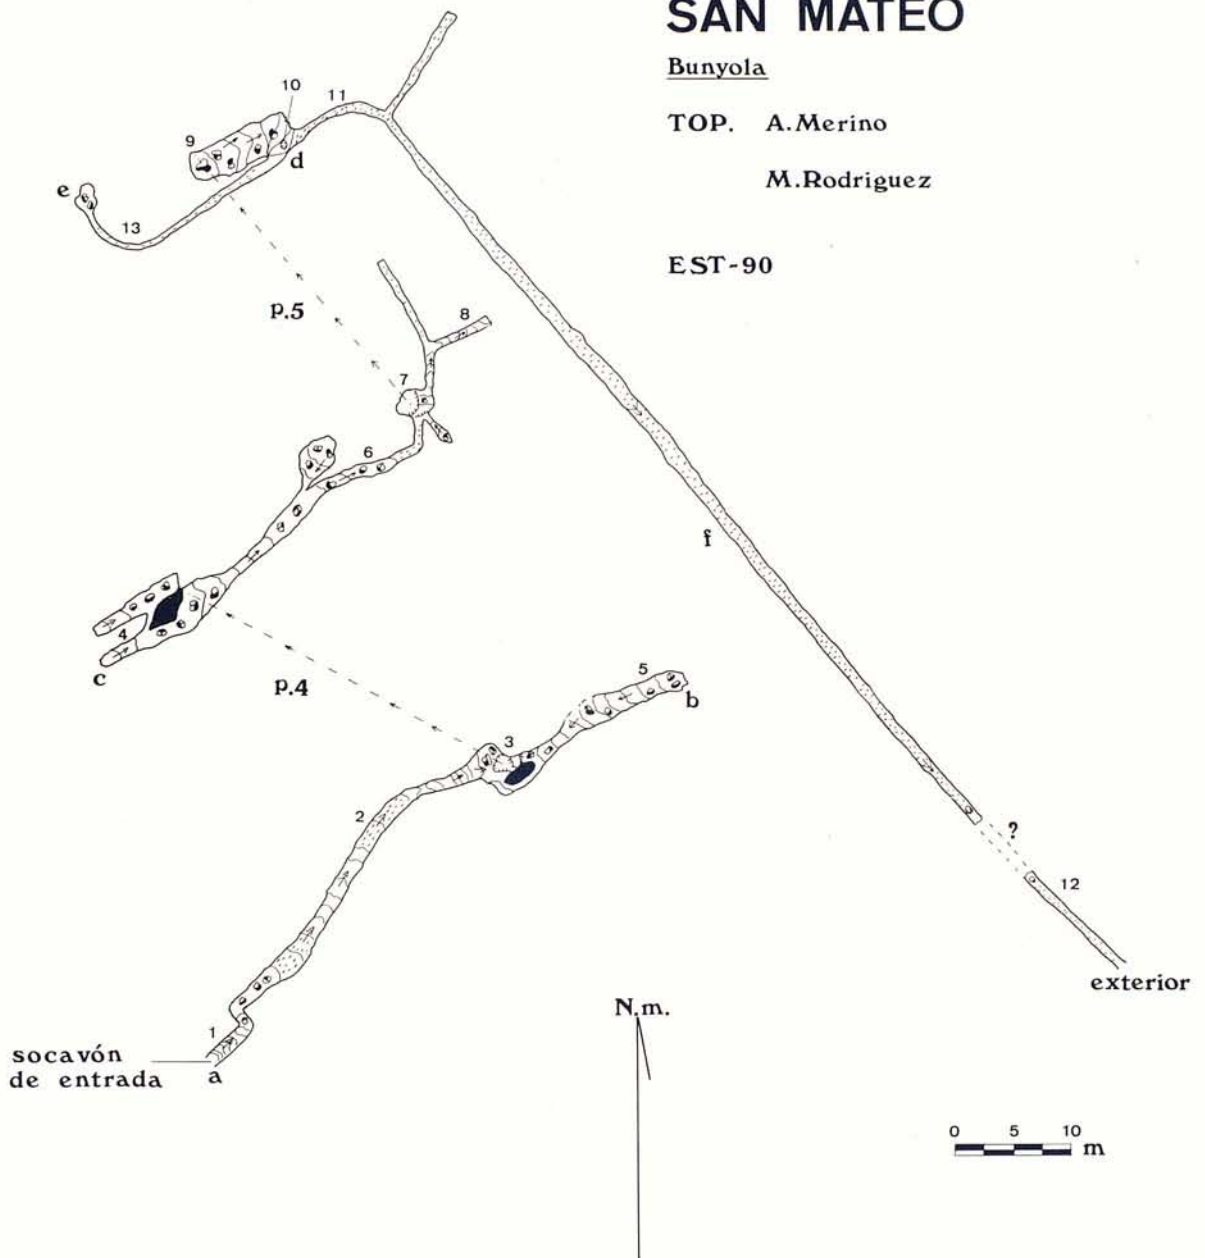 SAN MATEO
Bunyola
TOP. A.Merino
M.Rodriguez
EST-90
10
11
9
d
e
13
p.5
8
7
6
f
4
c
p.4
5
b
3
2
?
12
exterior
N.m.
1
socavón
de entrada
a
0 5 10
m